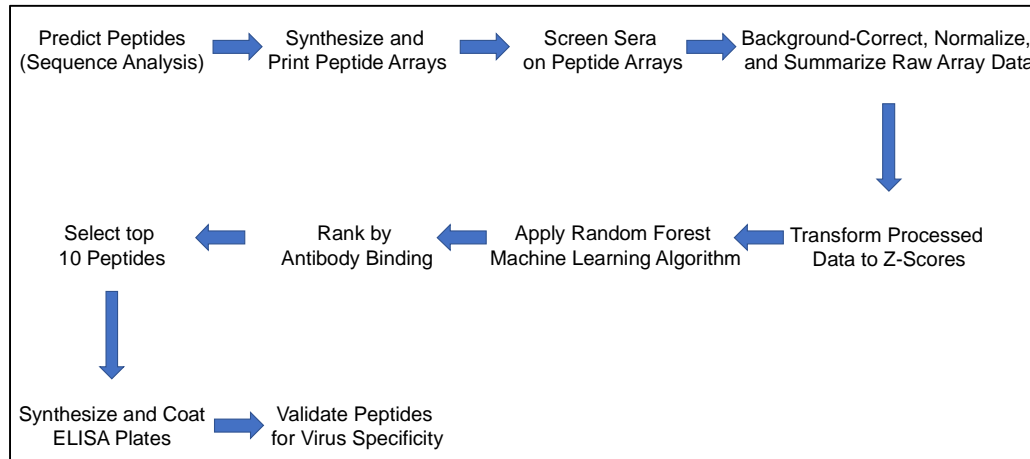 Predict Peptides
(Sequence Analysis)
Synthesize and
Print Peptide Arrays
Screen Sera
on Peptide Arrays
Background-Correct, Normalize,
and Summarize Raw Array Data
Transform Processed
Data to Z-Scores
Apply Random Forest
Machine Learning Algorithm
Rank by
Antibody Binding
Select top
10 Peptides
Synthesize and Coat
ELISA Plates
Validate Peptides
for Virus Specificity